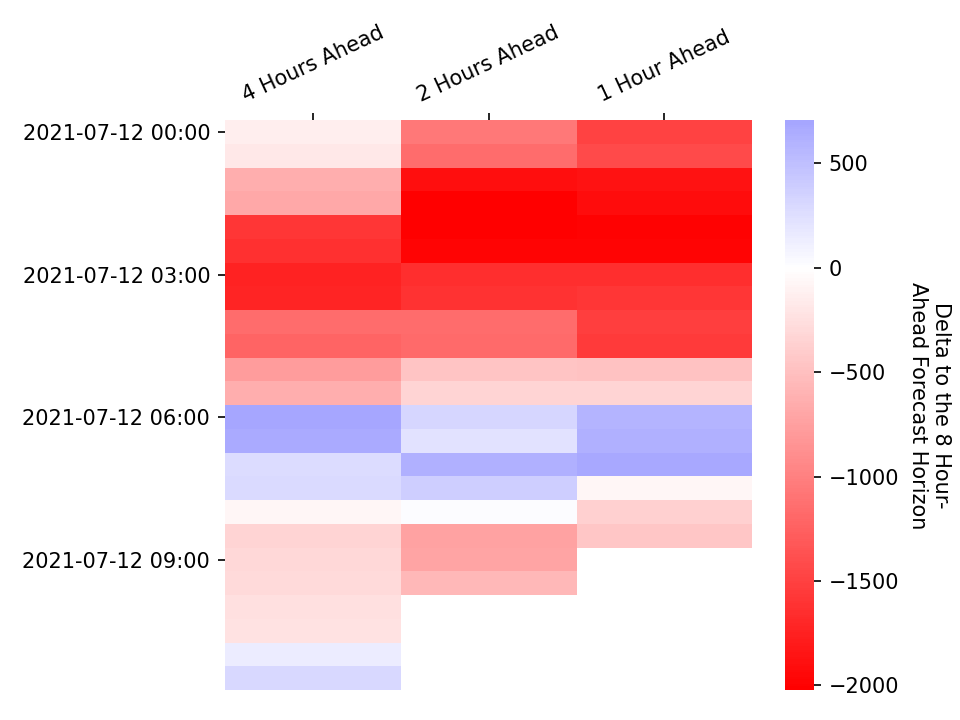 4 Hours Ahead
2 Hours Ahead
1 Hour Ahead
2021-07-12 00:00
2021-07-12 03:00
2021-07-12 06:00
2021-07-12 09:00
500
0
−500
−1000
−1500
−2000
Delta to the 8 Hour-
Ahead Forecast Horizon